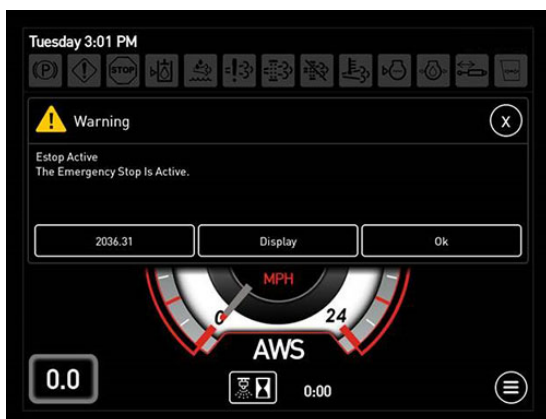 Tuesday 3:01 PM
(P) STOP
Warning X
Estop Active
The Emergency Stop Is Active.
2036.31 Display Ok
MPH
0 24
AWS
0.0 0:00